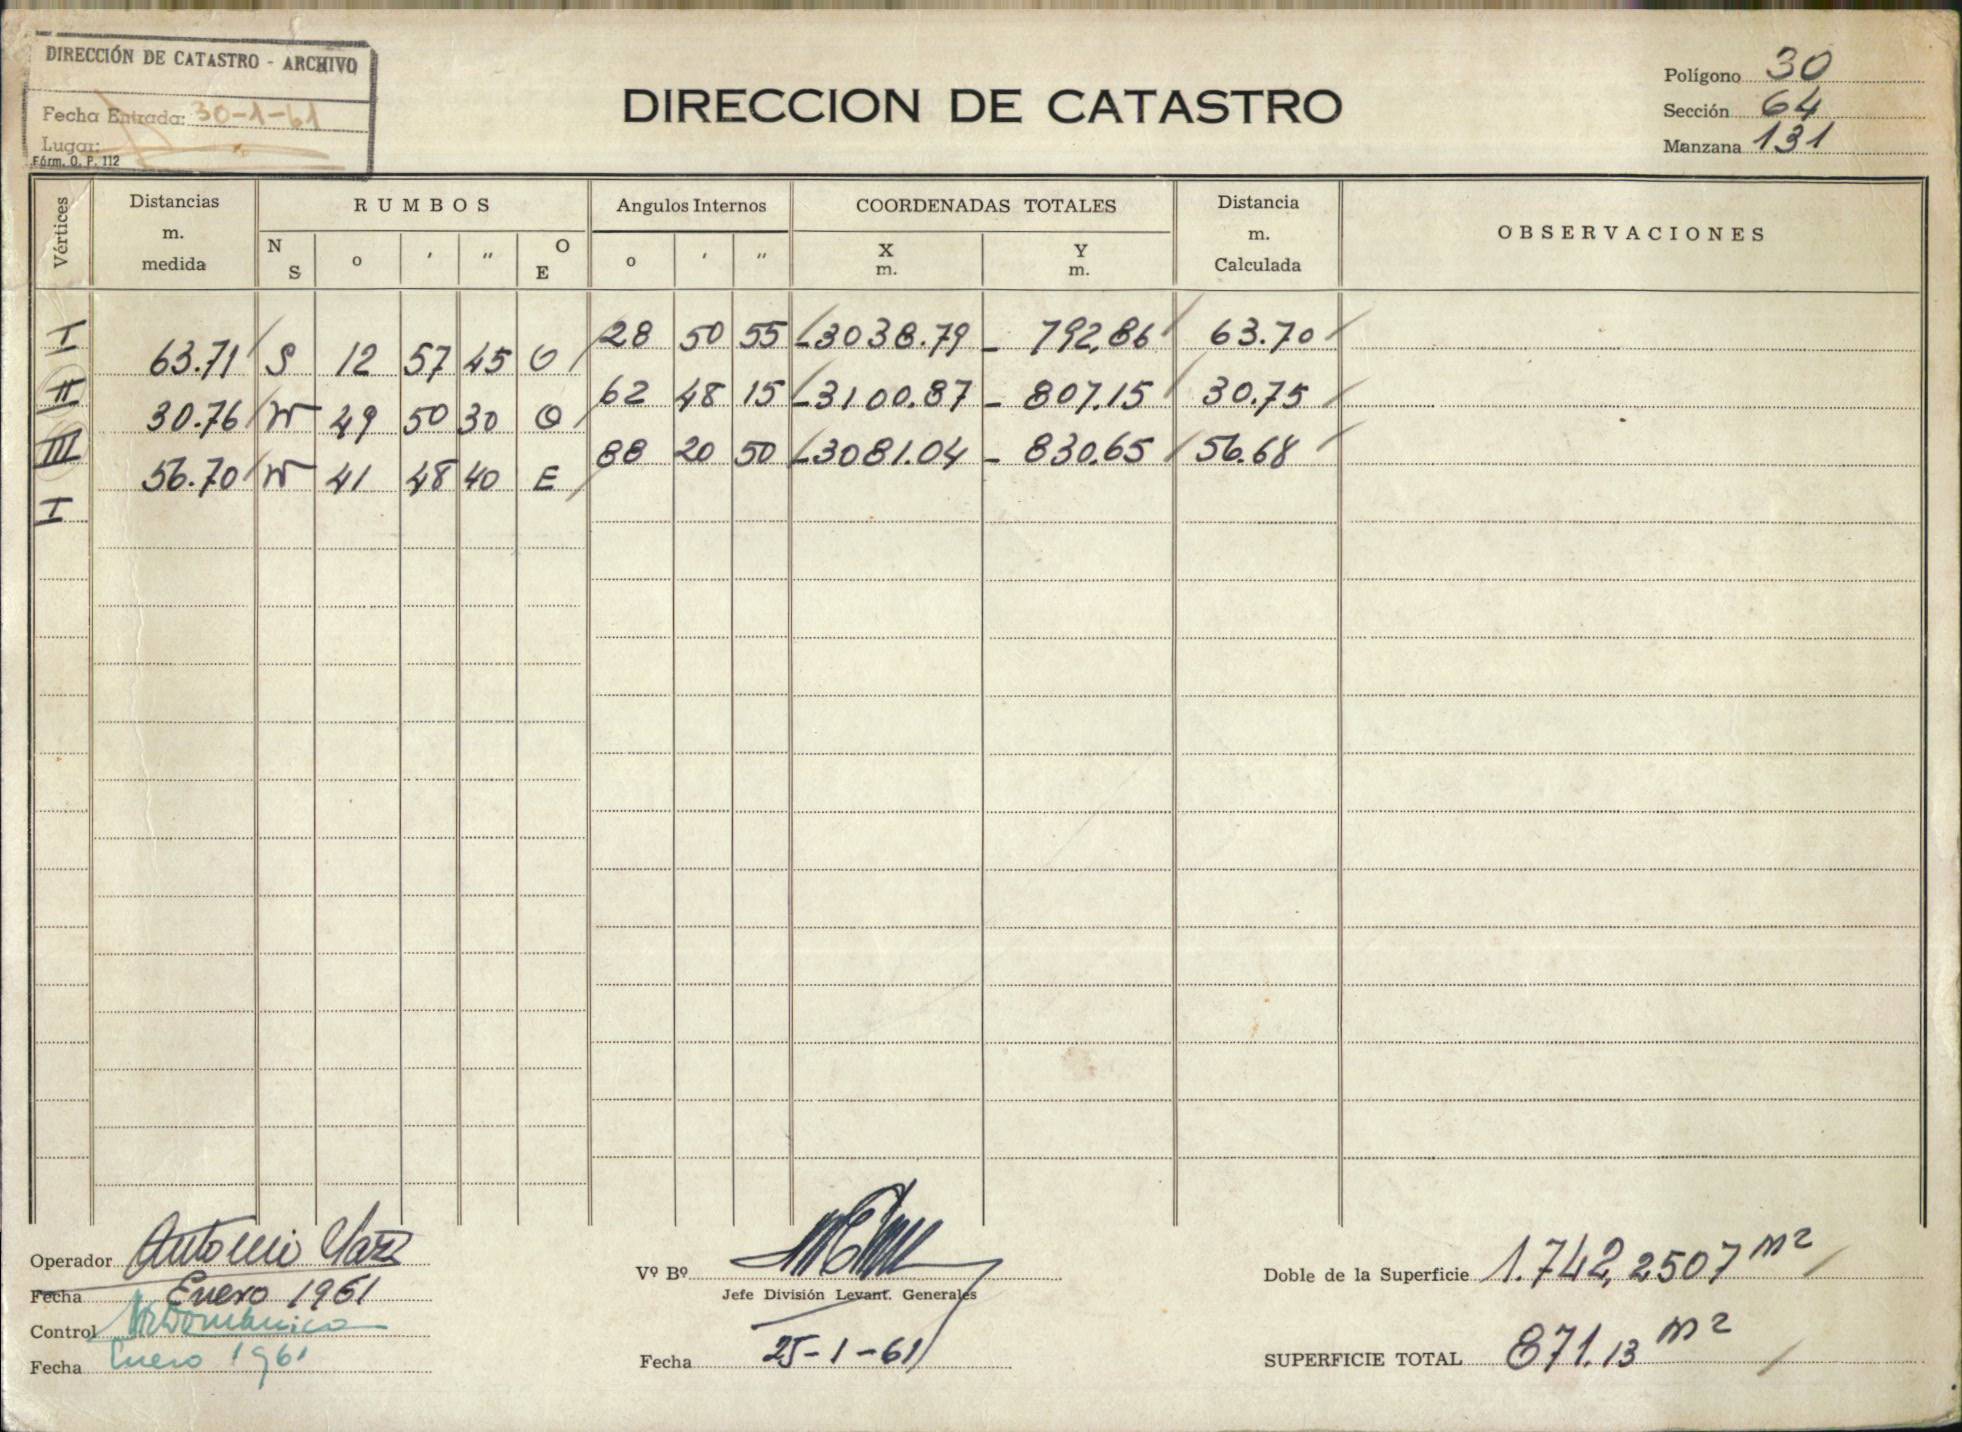 DIRECCIÓN DE CATASTRO - ARCHIVO
Fecha Entrada: 30-1-61
Lugar:
Fórm. O. P. 112
DIRECCION DE CATASTRO
Polígono 30
Sección 64
Manzana 131
Vértices Distancias m. medida RUMBOS N S o ' " O E Angulos Internos o ' " COORDENADAS TOTALES X m. Y m. Distancia m. Calculada OBSERVACIONES
I 28 50 55 -3038.79 - 792,86 63.70
63.71 S 12 57 45 O
II 62 48 15 -3100.87 - 807.15 30.75
30.76 N 49 50 30 O
III 88 20 50 -3081.04 - 830.65 56.68
56.70 N 41 48 40 E
I
Operador Antonio
Fecha Enero 1961
Control
Fecha Enero 1961
Vº Bº
Jefe División Levant. Generales
Fecha 25-1-61
Doble de la Superficie 1.742,2507 m2
SUPERFICIE TOTAL 871.13 m2